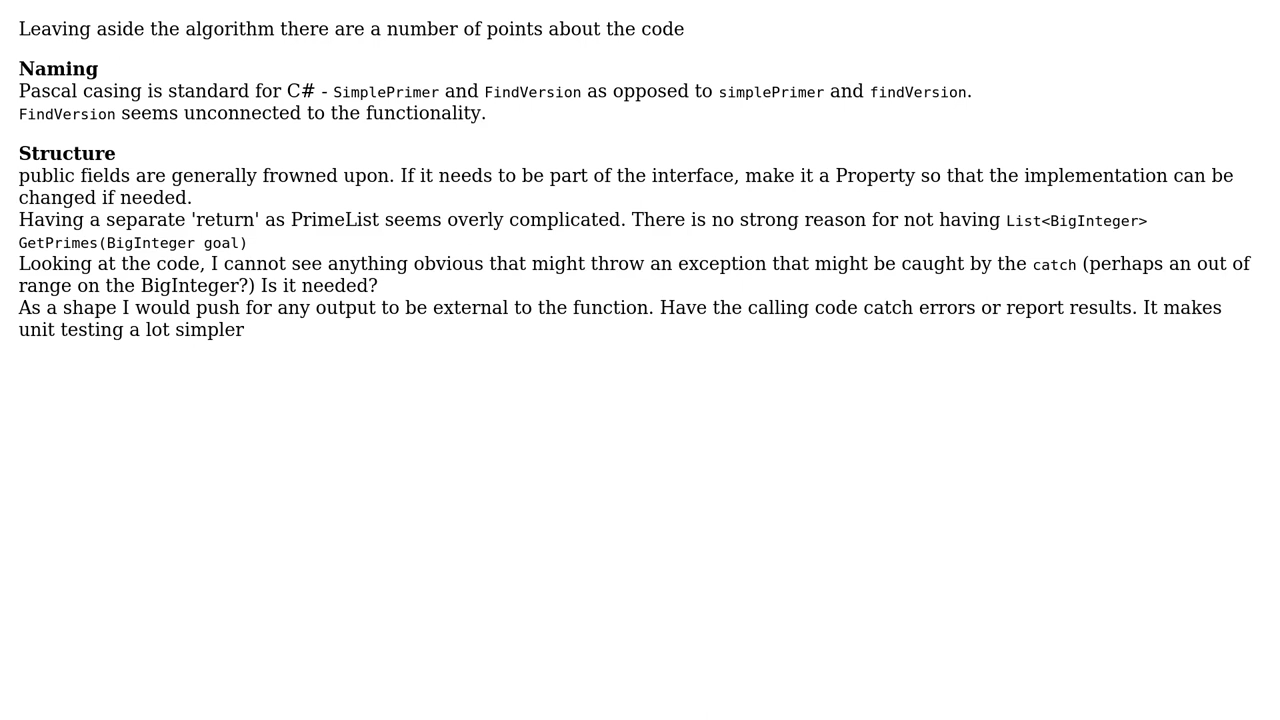 Leaving aside the algorithm there are a number of points about the code
Naming
Pascal casing is standard for C# - SimplePrimer and FindVersion as opposed to simplePrimer and findVersion.
FindVersion seems unconnected to the functionality.
Structure
public fields are generally frowned upon. If it needs to be part of the interface, make it a Property so that the implementation can be
changed if needed.
Having a separate 'return' as PrimeList seems overly complicated. There is no strong reason for not having List<BigInteger>
GetPrimes(BigInteger goal)
Looking at the code, I cannot see anything obvious that might throw an exception that might be caught by the catch (perhaps an out of
range on the BigInteger?) Is it needed?
As a shape I would push for any output to be external to the function. Have the calling code catch errors or report results. It makes
unit testing a lot simpler